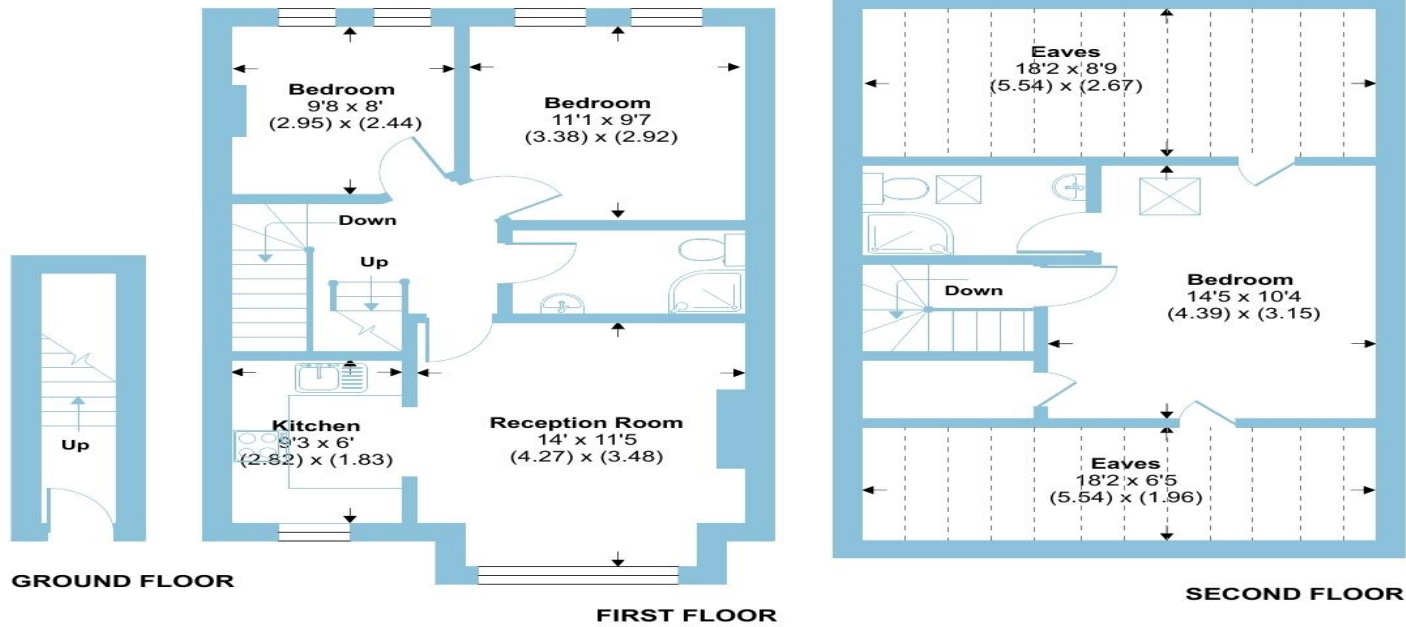 Up
GROUND FLOOR
Bedroom
9'8 x 8'
(2.95) x (2.44)
Bedroom
11'1 x 9'7
(3.38) x (2.92)
Down
Up
Kitchen
9'3 x 6'
(2.82) x (1.83)
Reception Room
14' x 11'5
(4.27) x (3.48)
FIRST FLOOR
Eaves
18'2 x 8'9
(5.54) x (2.67)
Down
Bedroom
14'5 x 10'4
(4.39) x (3.15)
Eaves
18'2 x 6'5
(5.54) x (1.96)
SECOND FLOOR